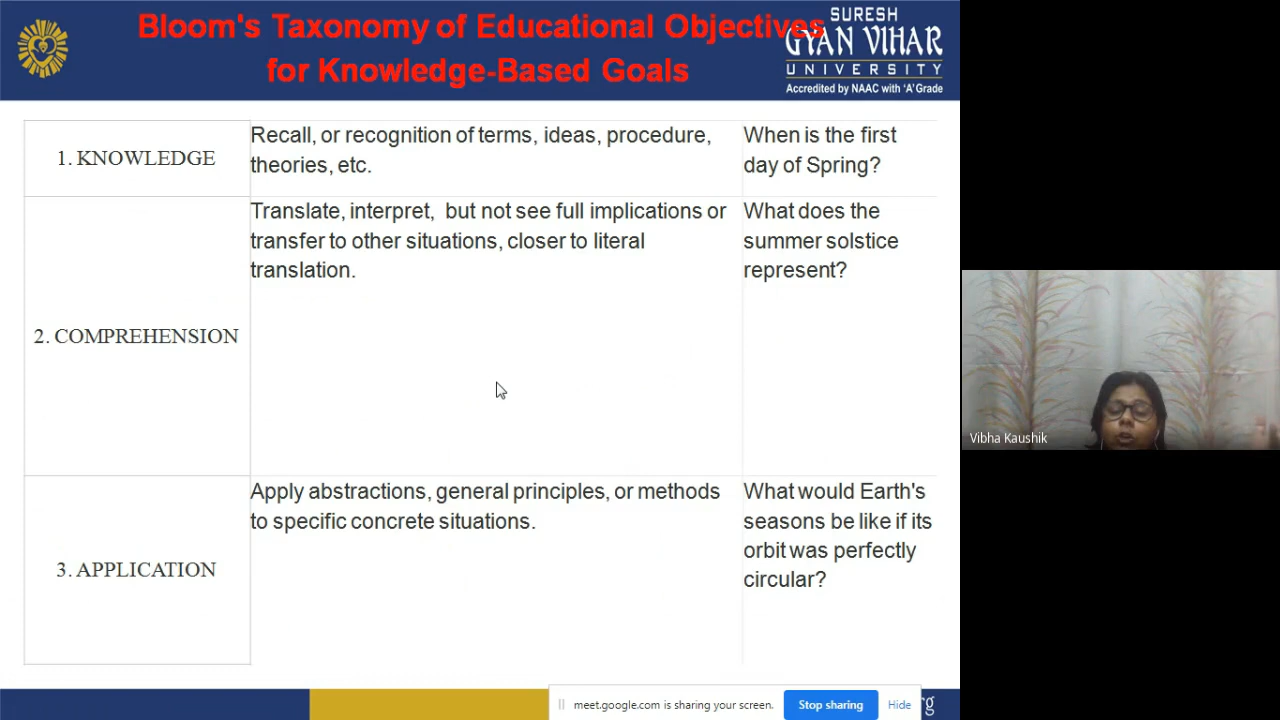 Bloom's Taxonomy of Educational Objectives
for Knowledge-Based Goals
SURESH
GYAN VIHAR
UNIVERSITY
Accredited by NAAC with 'A' Grade
1. KNOWLEDGE
Recall, or recognition of terms, ideas, procedure,
theories, etc.
When is the first
day of Spring?
2. COMPREHENSION
Translate, interpret,  but not see full implications or
transfer to other situations, closer to literal
translation.
What does the
summer solstice
represent?
3. APPLICATION
Apply abstractions, general principles, or methods
to specific concrete situations.
What would Earth's
seasons be like if its
orbit was perfectly
circular?
Vibha Kaushik
meet.google.com is sharing your screen.
Stop sharing
Hide